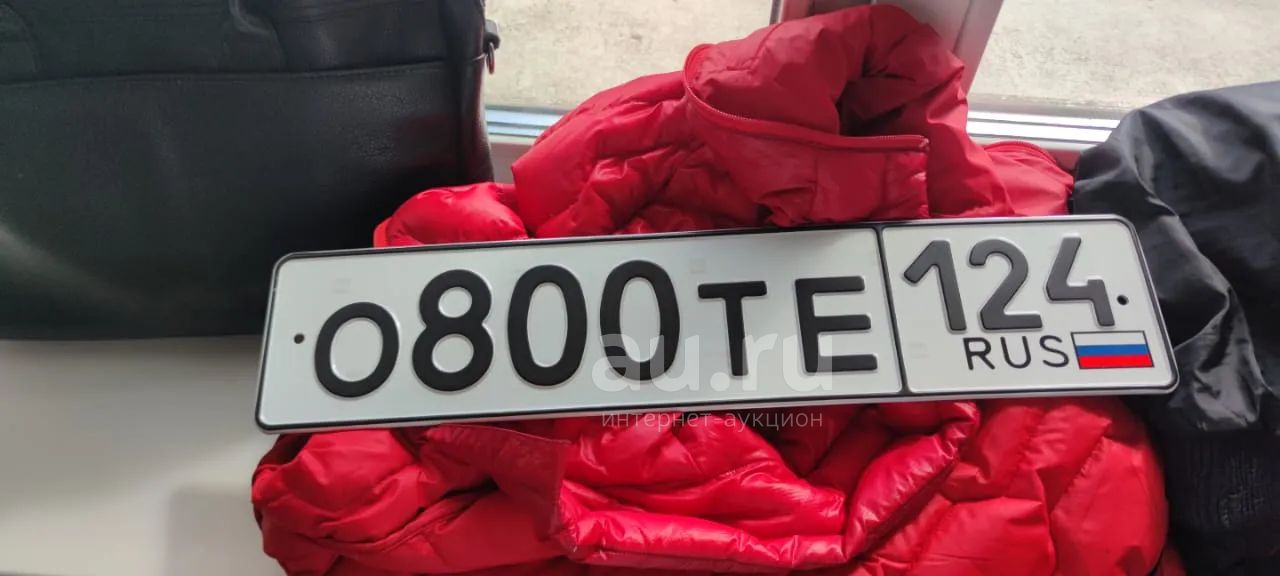 О800ТЕ 124
RUS
au.ru
интернет-аукцион